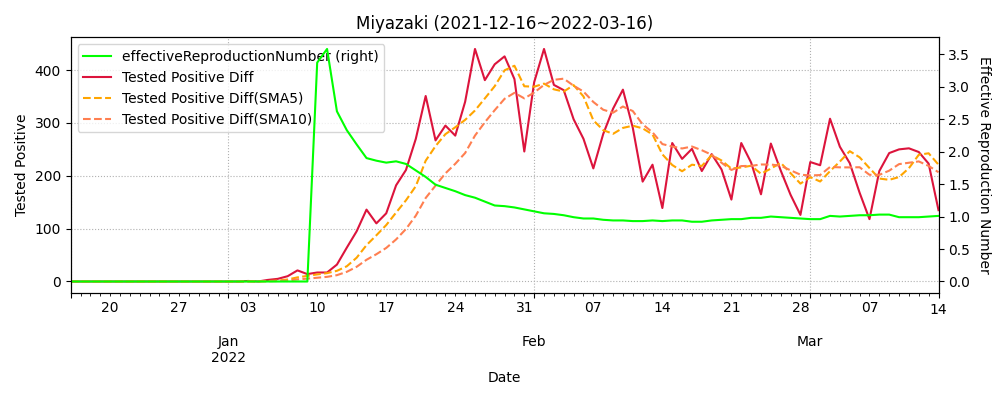 Miyazaki (2021-12-16~2022-03-16)
effectiveReproductionNumber (right)
Tested Positive Diff
Tested Positive Diff(SMA5)
Tested Positive Diff(SMA10)
Tested Positive
400
300
200
100
0
3.5
3.0
2.5
2.0
1.5
1.0
0.5
0.0
Effective Reproduction Number
20 27 03 10 17 24 31 07 14 21 28 07 14
Jan Feb Mar
2022
Date